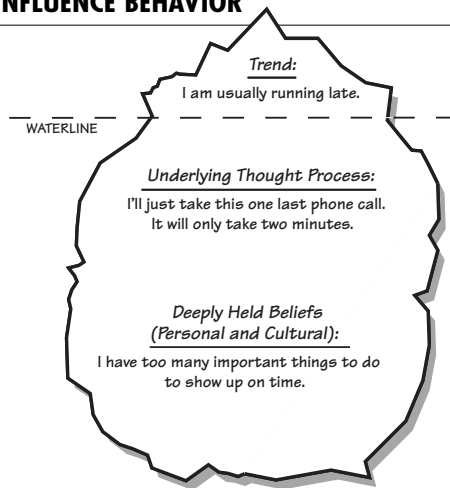 NFLUENCE BEHAVIOR
Trend:
I am usually running late.
WATERLINE
Underlying Thought Process:
I'll just take this one last phone call.
It will only take two minutes.
Deeply Held Beliefs
(Personal and Cultural):
I have too many important things to do
to show up on time.